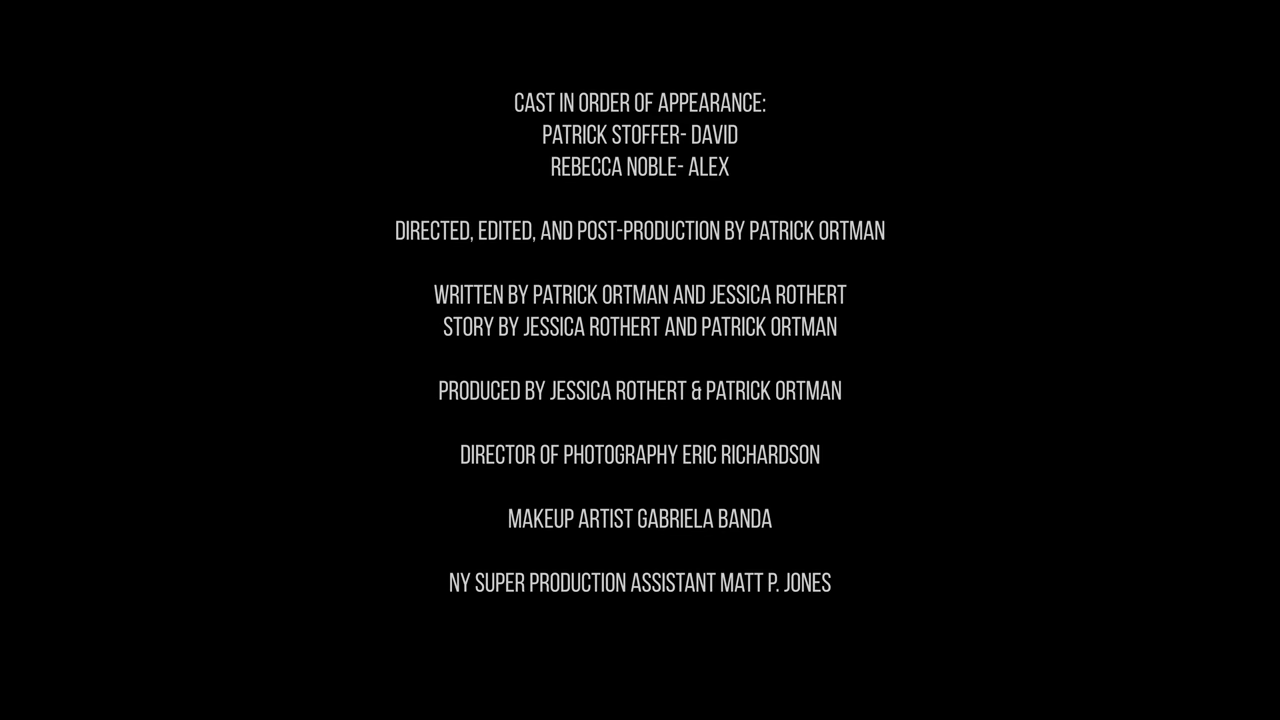 CAST IN ORDER OF APPEARANCE:
PATRICK STOFFER- DAVID
REBECCA NOBLE- ALEX
DIRECTED, EDITED, AND POST-PRODUCTION BY PATRICK ORTMAN
WRITTEN BY PATRICK ORTMAN AND JESSICA ROTHERT
STORY BY JESSICA ROTHERT AND PATRICK ORTMAN
PRODUCED BY JESSICA ROTHERT & PATRICK ORTMAN
DIRECTOR OF PHOTOGRAPHY ERIC RICHARDSON
MAKEUP ARTIST GABRIELA BANDA
NY SUPER PRODUCTION ASSISTANT MATT P. JONES